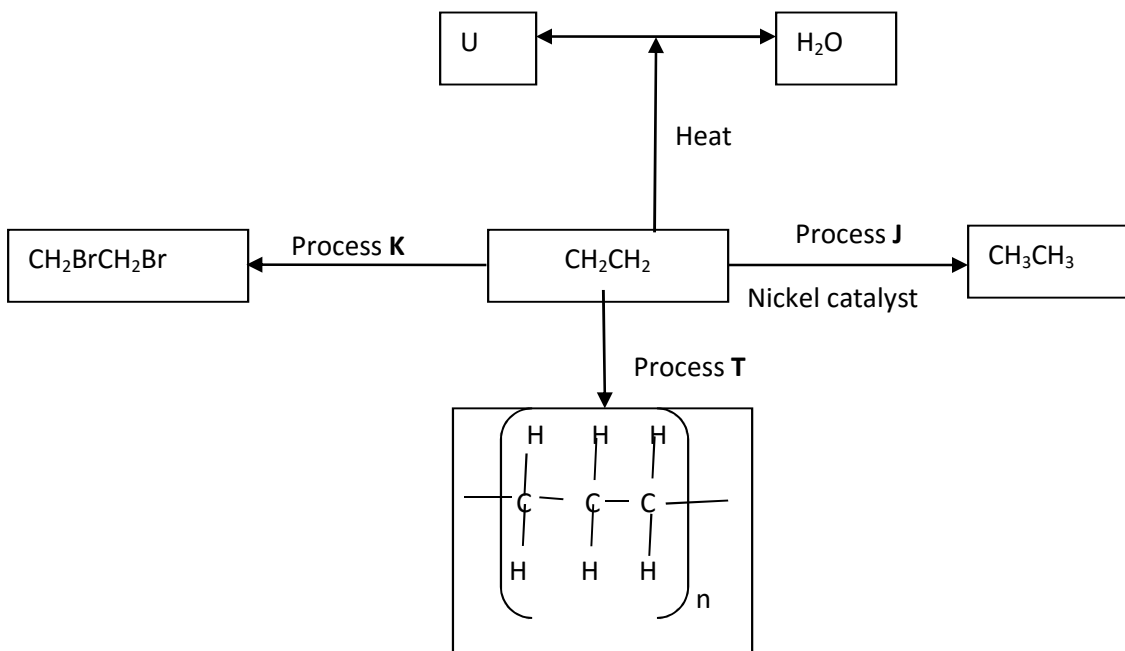 U
H₂O
Heat
Process K
CH₂BrCH₂Br
CH₂CH₂
Process J
CH₃CH₃
Nickel catalyst
Process T
H H H
C C C
H H H
n